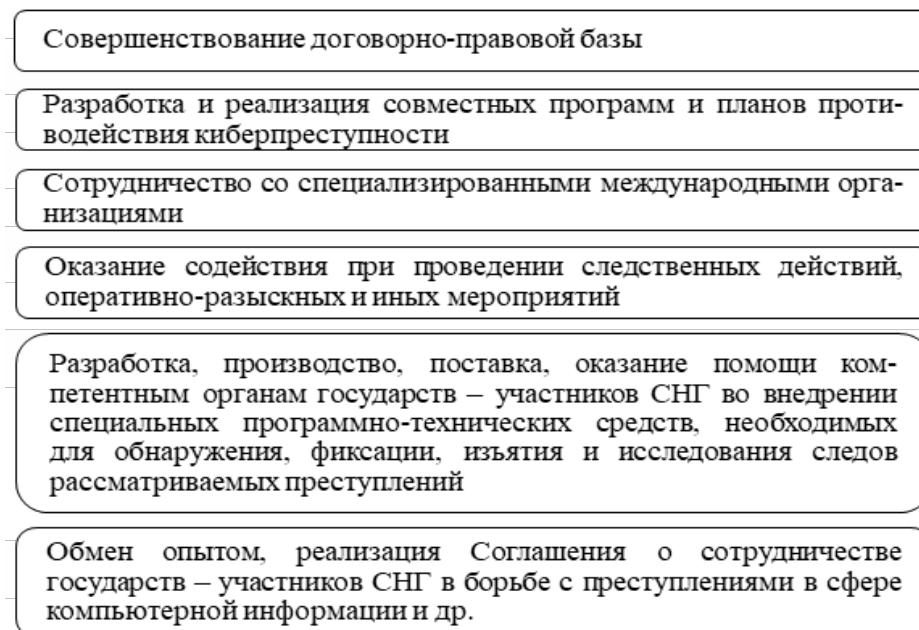 Совершенствование договорно-правовой базы
Разработка и реализация совместных программ и планов проти-
водействия киберпреступности
Сотрудничество со специализированными международными орга-
низациями
Оказание содействия при проведении следственных действий,
оперативно-разыскных и иных мероприятий
Разработка, производство, поставка, оказание помощи ком-
петентным органам государств – участников СНГ во внедрении
специальных программно-технических средств, необходимых
для обнаружения, фиксации, изъятия и исследования следов
рассматриваемых преступлений
Обмен опытом, реализация Соглашения о сотрудничестве
государств – участников СНГ в борьбе с преступлениями в сфере
компьютерной информации и др.